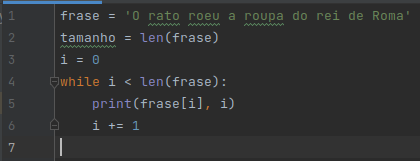 1 frase = 'O rato roeu a roupa do rei de Roma'
2 tamanho = len(frase)
3 i = 0
4 while i < len(frase):
5     print(frase[i], i)
6     i += 1
7